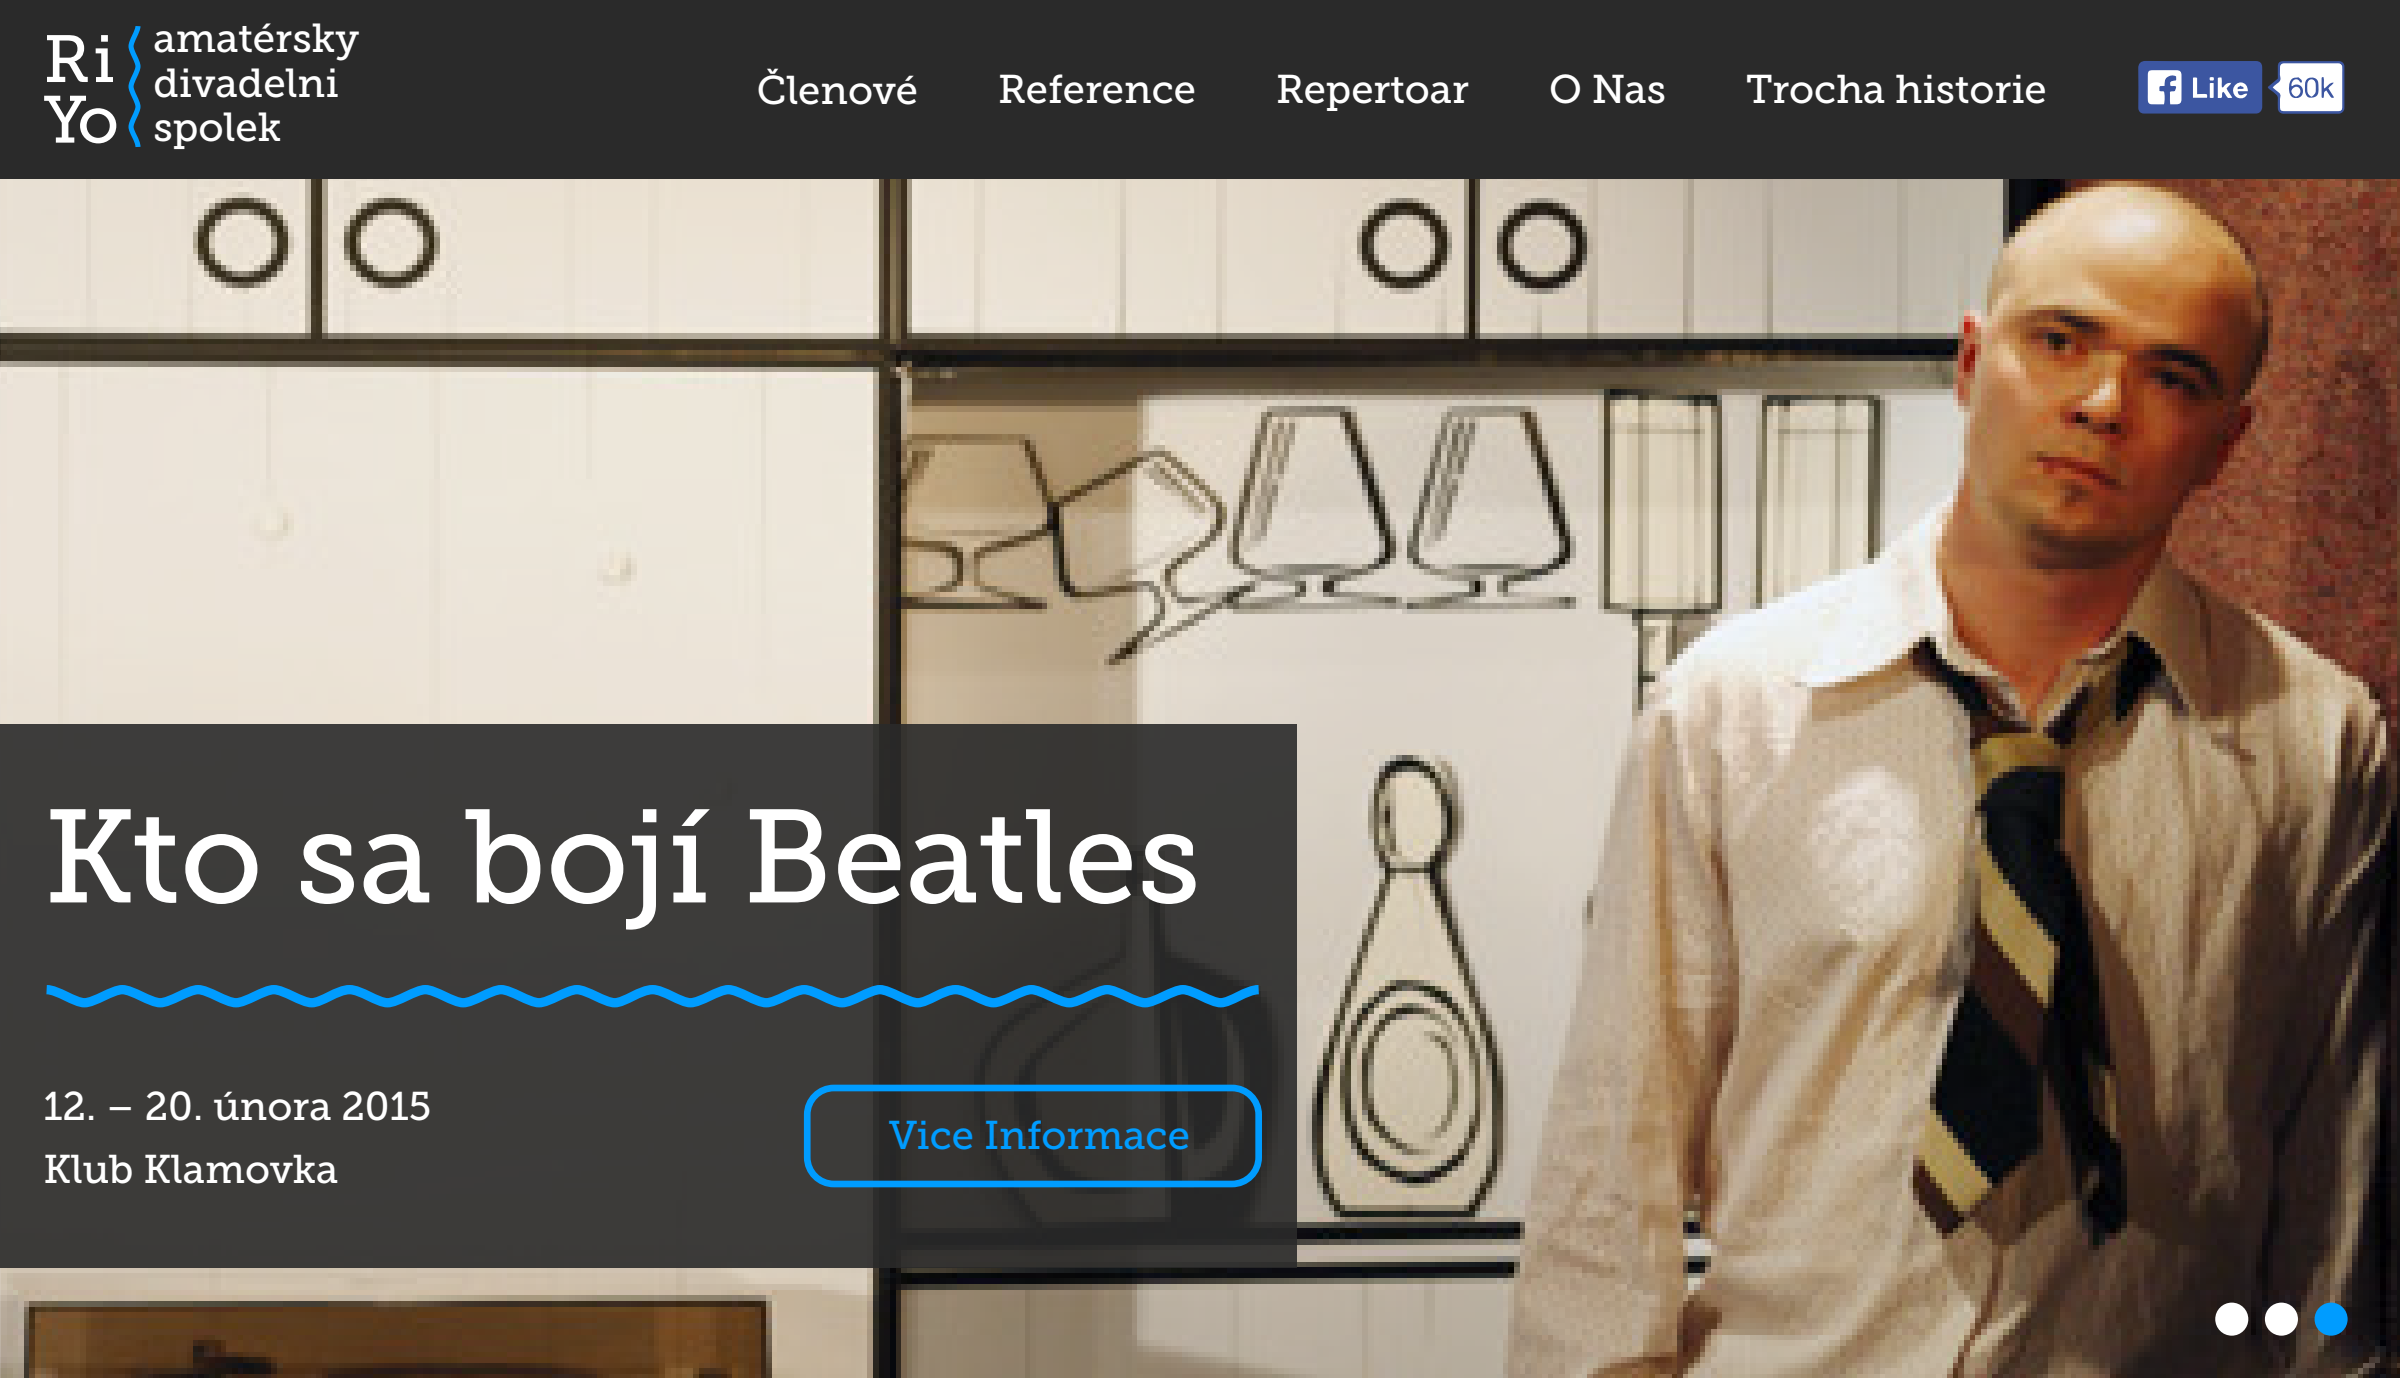 Ri
Yo
amatérsky
divadelni
spolek
Členové
Reference
Repertoar
O Nas
Trocha historie
Like
60k
Kto sa bojí Beatles
12. – 20. února 2015
Klub Klamovka
Vice Informace